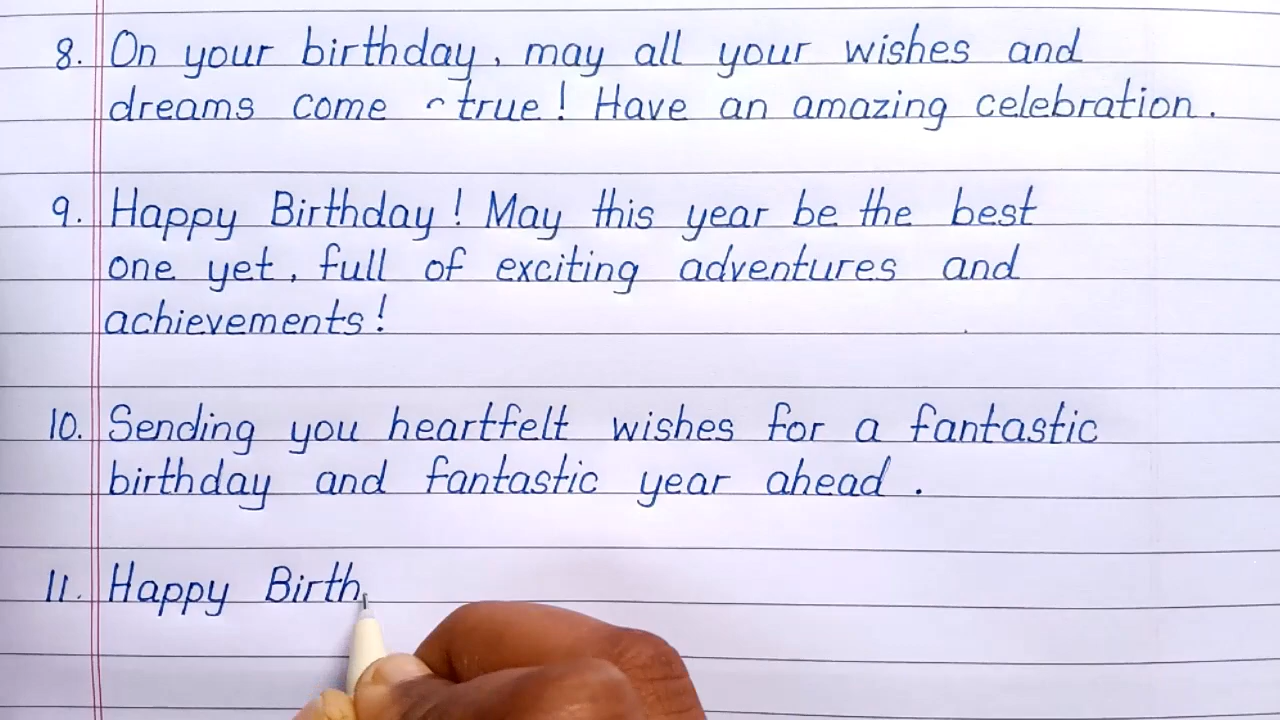 8. On your birthday, may all your wishes and
dreams come true! Have an amazing celebration.
9. Happy Birthday! May this year be the best
one yet, full of exciting adventures and
achievements!
10. Sending you heartfelt wishes for a fantastic
birthday and fantastic year ahead.
11. Happy Birth